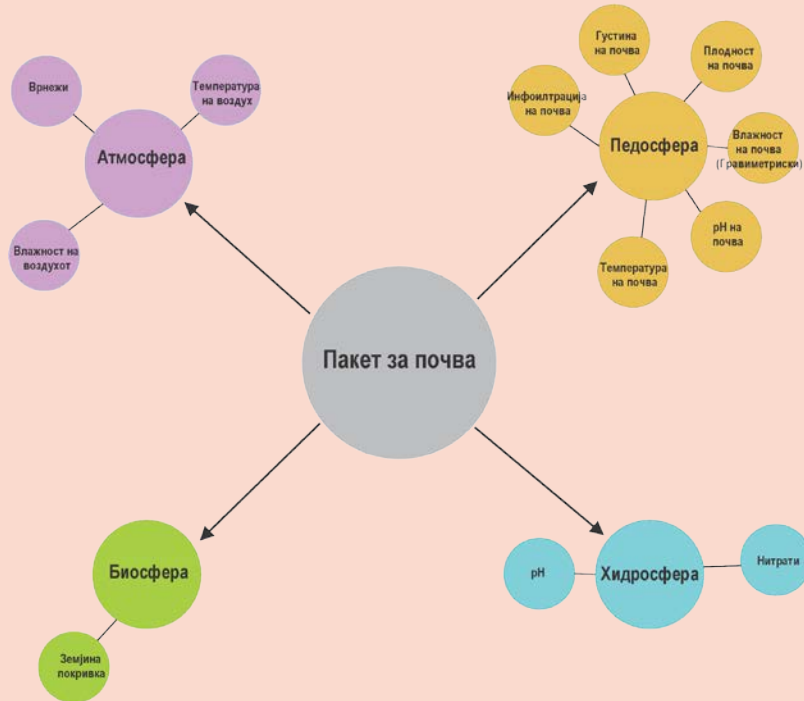 Врнежи
Температура
на воздух
Атмосфера
Влажност на
воздухот
Густина
на почва
Плодност
на почва
Инфоилтрација
на почва
Педосфера
Влажност
на почва
(Гравиметриски)
pH на
почва
Температура
на почва
Пакет за почва
Биосфера
Земјина
покривка
pH
Хидросфера
Нитрати